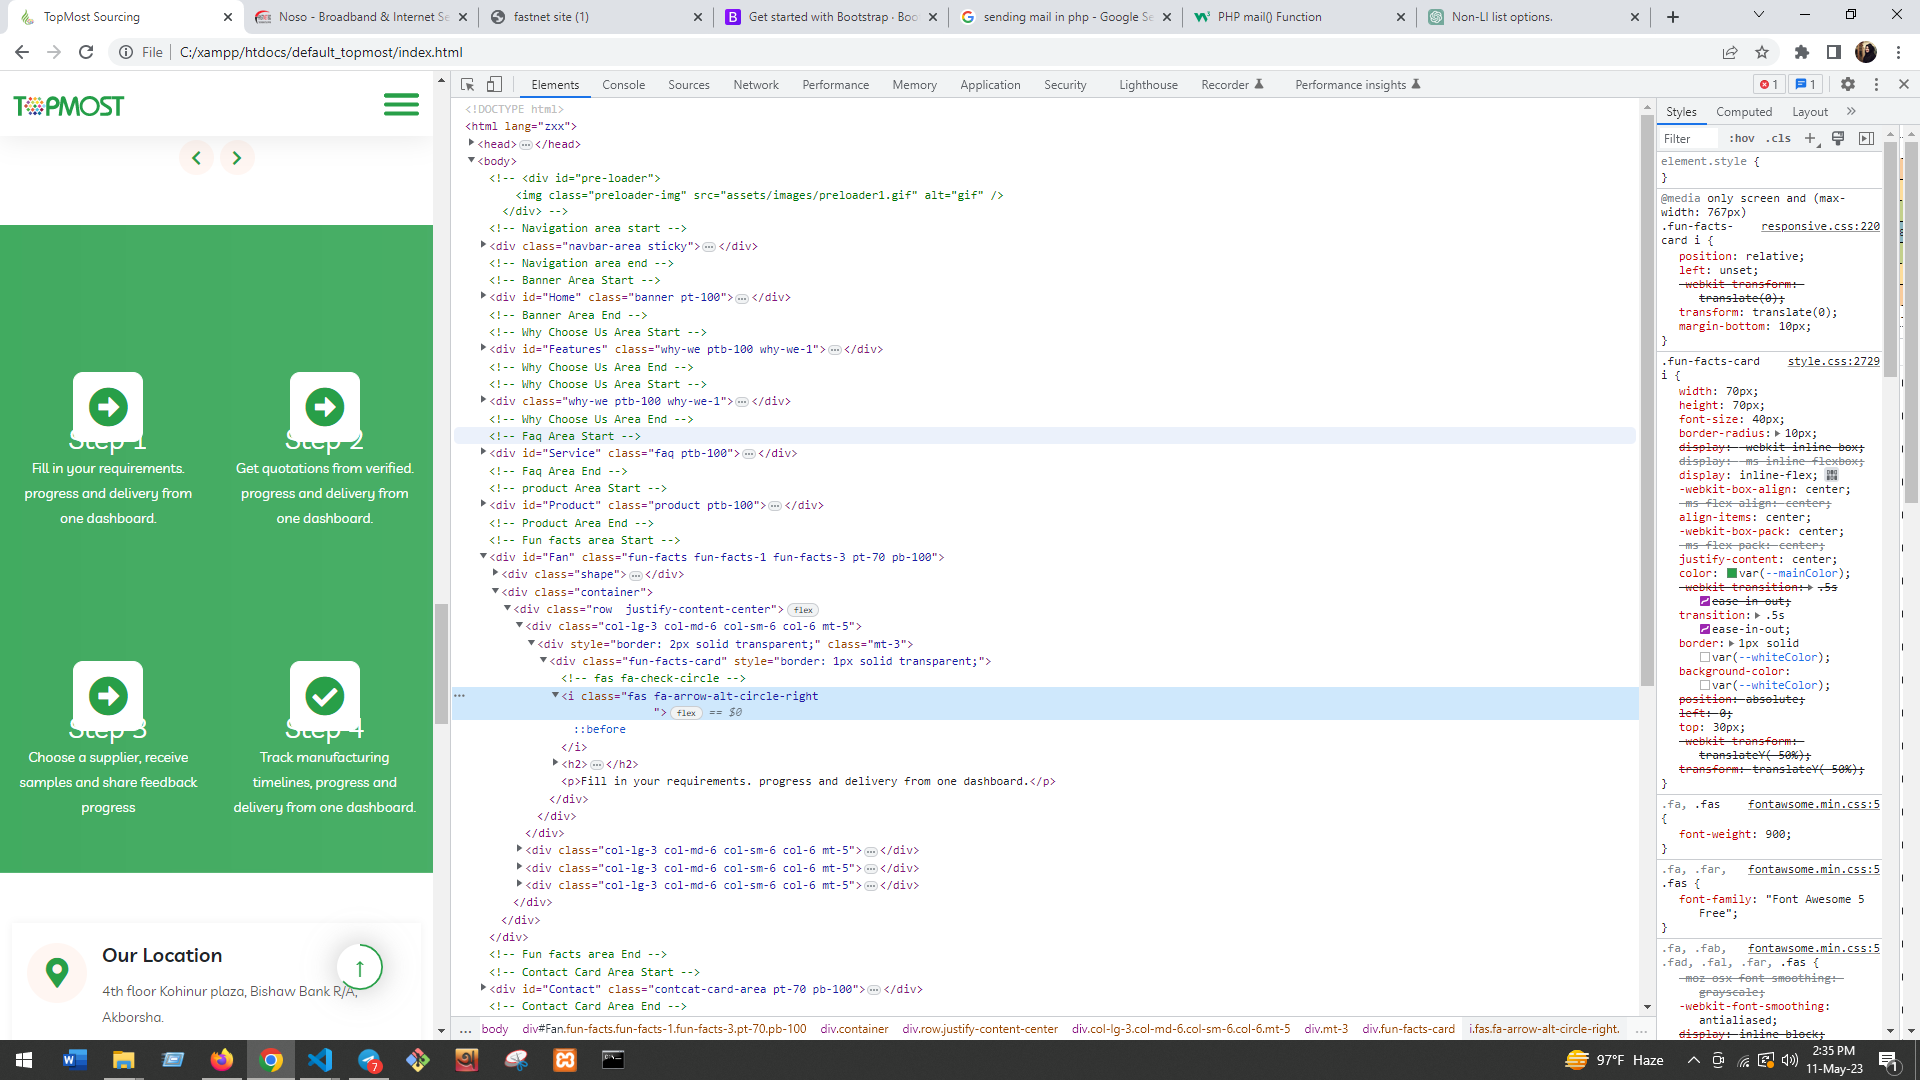 TopMost Sourcing
Noso - Broadband & Internet Se
fastnet site (1)
Get started with Bootstrap · Boo
sending mail in php - Google Se
PHP mail() Function
Non-LI list options.
File
C:/xampp/htdocs/default_topmost/index.html
TOPMOST
Step 1
Fill in your requirements.
progress and delivery from
one dashboard.
Step 2
Get quotations from verified.
progress and delivery from
one dashboard.
Step 3
Choose a supplier, receive
samples and share feedback
progress
Step 4
Track manufacturing
timelines, progress and
delivery from one dashboard.
Our Location
4th floor Kohinur plaza, Bishaw Bank R/A,
Akborsha.
Elements
Console
Sources
Network
Performance
Memory
Application
Security
Lighthouse
Recorder
Performance insights
1
1
<!DOCTYPE html>
<html lang="zxx">
<head>…</head>
<body>
<!-- <div id="pre-loader">
<img class="preloader-img" src="assets/images/preloader1.gif" alt="gif" />
</div> -->
<!-- Navigation area start -->
<div class="navbar-area sticky">…</div>
<!-- Navigation area end -->
<!-- Banner Area Start -->
<div id="Home" class="banner pt-100">…</div>
<!-- Banner Area End -->
<!-- Why Choose Us Area Start -->
<div id="Features" class="why-we ptb-100 why-we-1">…</div>
<!-- Why Choose Us Area End -->
<!-- Why Choose Us Area Start -->
<div class="why-we ptb-100 why-we-1">…</div>
<!-- Why Choose Us Area End -->
<!-- Faq Area Start -->
<div id="Service" class="faq ptb-100">…</div>
<!-- Faq Area End -->
<!-- product Area Start -->
<div id="Product" class="product ptb-100">…</div>
<!-- Product Area End -->
<!-- Fun facts area Start -->
<div id="Fan" class="fun-facts fun-facts-1 fun-facts-3 pt-70 pb-100">
<div class="shape">…</div>
<div class="container">
<div class="row  justify-content-center"> flex
<div class="col-lg-3 col-md-6 col-sm-6 col-6 mt-5">
<div style="border: 2px solid transparent;" class="mt-3">
<div class="fun-facts-card" style="border: 1px solid transparent;">
<!-- fas fa-check-circle -->
<i class="fas fa-arrow-alt-circle-right
"> flex == $0
::before
</i>
<h2>…</h2>
<p>Fill in your requirements. progress and delivery from one dashboard.</p>
</div>
</div>
</div>
<div class="col-lg-3 col-md-6 col-sm-6 col-6 mt-5">…</div>
<div class="col-lg-3 col-md-6 col-sm-6 col-6 mt-5">…</div>
<div class="col-lg-3 col-md-6 col-sm-6 col-6 mt-5">…</div>
</div>
</div>
</div>
<!-- Fun facts area End -->
<!-- Contact Card Area Start -->
<div id="Contact" class="contcat-card-area pt-70 pb-100">…</div>
<!-- Contact Card Area End -->
... body div#Fan.fun-facts.fun-facts-1.fun-facts-3.pt-70.pb-100 div.container div.row.justify-content-center div.col-lg-3.col-md-6.col-sm-6.col-6.mt-5 div.mt-3 div.fun-facts-card i.fas.fa-arrow-alt-circle-right. ...
Styles
Computed
Layout
Filter
:hov
.cls
element.style {
}
@media only screen and (max-
width: 767px)
.fun-facts- responsive.css:220
card i {
position: relative;
left: unset;
-webkit-transform:
translate(0);
transform: translate(0);
margin-bottom: 10px;
}
.fun-facts-card style.css:2729
i {
width: 70px;
height: 70px;
font-size: 40px;
border-radius: 10px;
display: -webkit-inline-box;
display: -ms-inline-flexbox;
display: inline-flex;
-webkit-box-align: center;
-ms-flex-align: center;
align-items: center;
-webkit-box-pack: center;
-ms-flex-pack: center;
justify-content: center;
color: var(--mainColor);
-webkit-transition: .5s
ease-in-out;
transition: .5s
ease-in-out;
border: 1px solid
var(--whiteColor);
background-color:
var(--whiteColor);
position: absolute;
left: 0;
top: 30px;
-webkit-transform:
translateY(-50%);
transform: translateY(-50%);
}
.fa, .fas fontawsome.min.css:5
{
font-weight: 900;
}
.fa, .far, fontawsome.min.css:5
.fas {
font-family: "Font Awesome 5
Free";
}
.fa, .fab, fontawsome.min.css:5
.fad, .fal, .far, .fas {
-moz-osx-font-smoothing:
grayscale;
-webkit-font-smoothing:
antialiased;
display: inline-block;
7
97°F Haze
2:35 PM
11-May-23
1